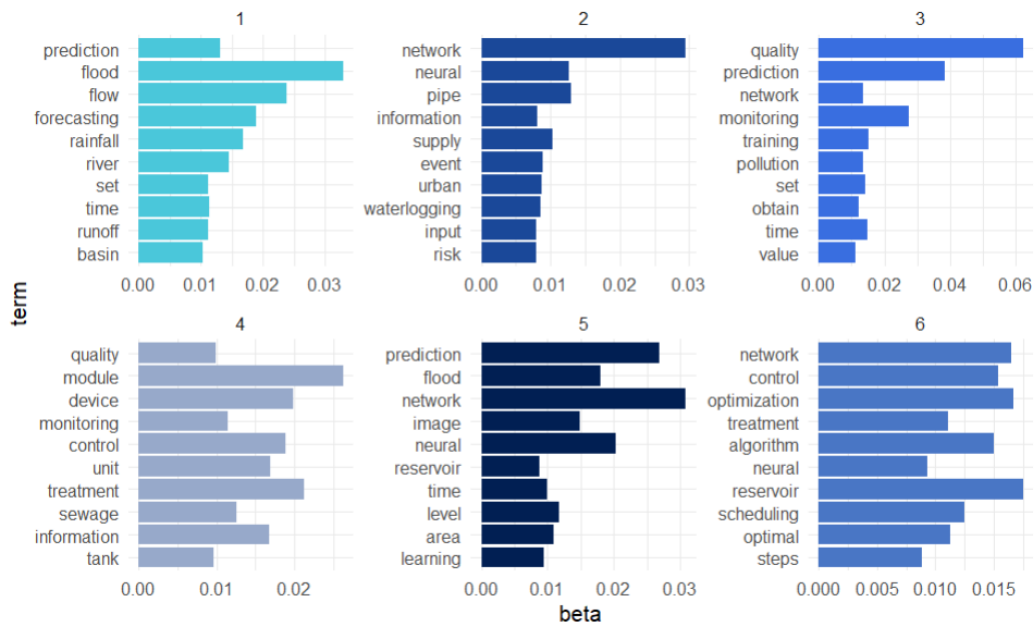 1
prediction
flood
flow
forecasting
rainfall
river
set
time
runoff
basin
0.00 0.01 0.02 0.03
2
network
neural
pipe
information
supply
event
urban
waterlogging
input
risk
0.00 0.01 0.02 0.03
3
quality
prediction
network
monitoring
training
pollution
set
obtain
time
value
0.00 0.02 0.04 0.06
term
4
quality
module
device
monitoring
control
unit
treatment
sewage
information
tank
0.00 0.01 0.02
5
prediction
flood
network
image
neural
reservoir
time
level
area
learning
0.00 0.01 0.02 0.03
6
network
control
optimization
treatment
algorithm
neural
reservoir
scheduling
optimal
steps
0.000 0.005 0.010 0.015
beta